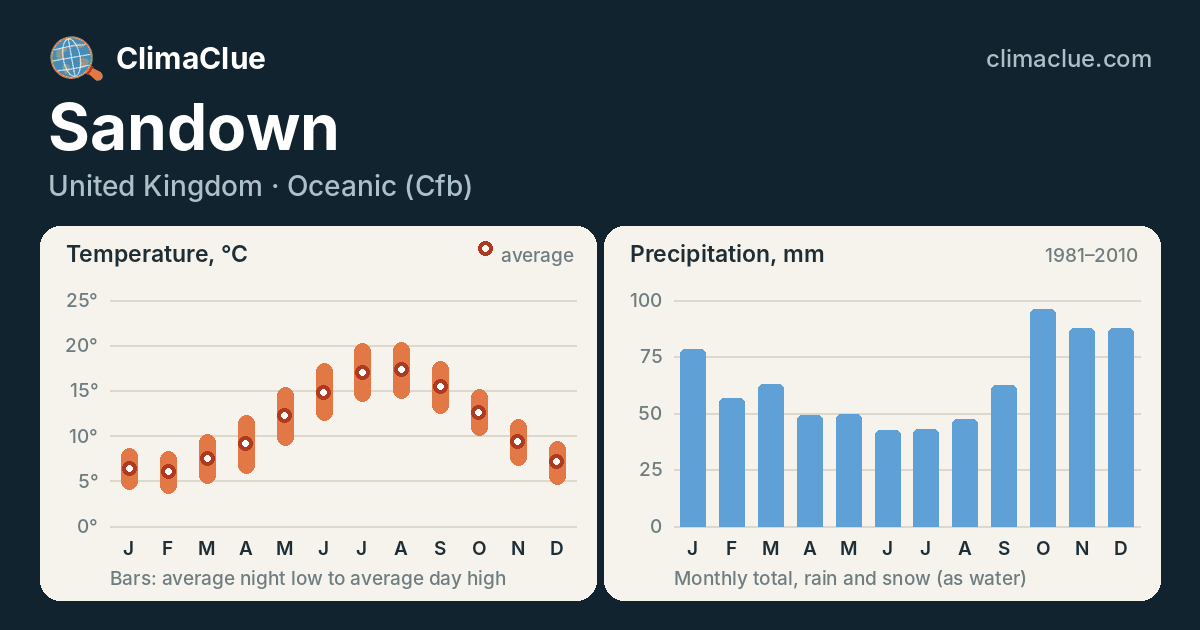 ClimaClue
climaclue.com
Sandown
United Kingdom · Oceanic (Cfb)
Temperature, °C
average
25°
20°
15°
10°
5°
0°
J F M A M J J A S O N D
Bars: average night low to average day high
Precipitation, mm
1981–2010
100
75
50
25
0
J F M A M J J A S O N D
Monthly total, rain and snow (as water)